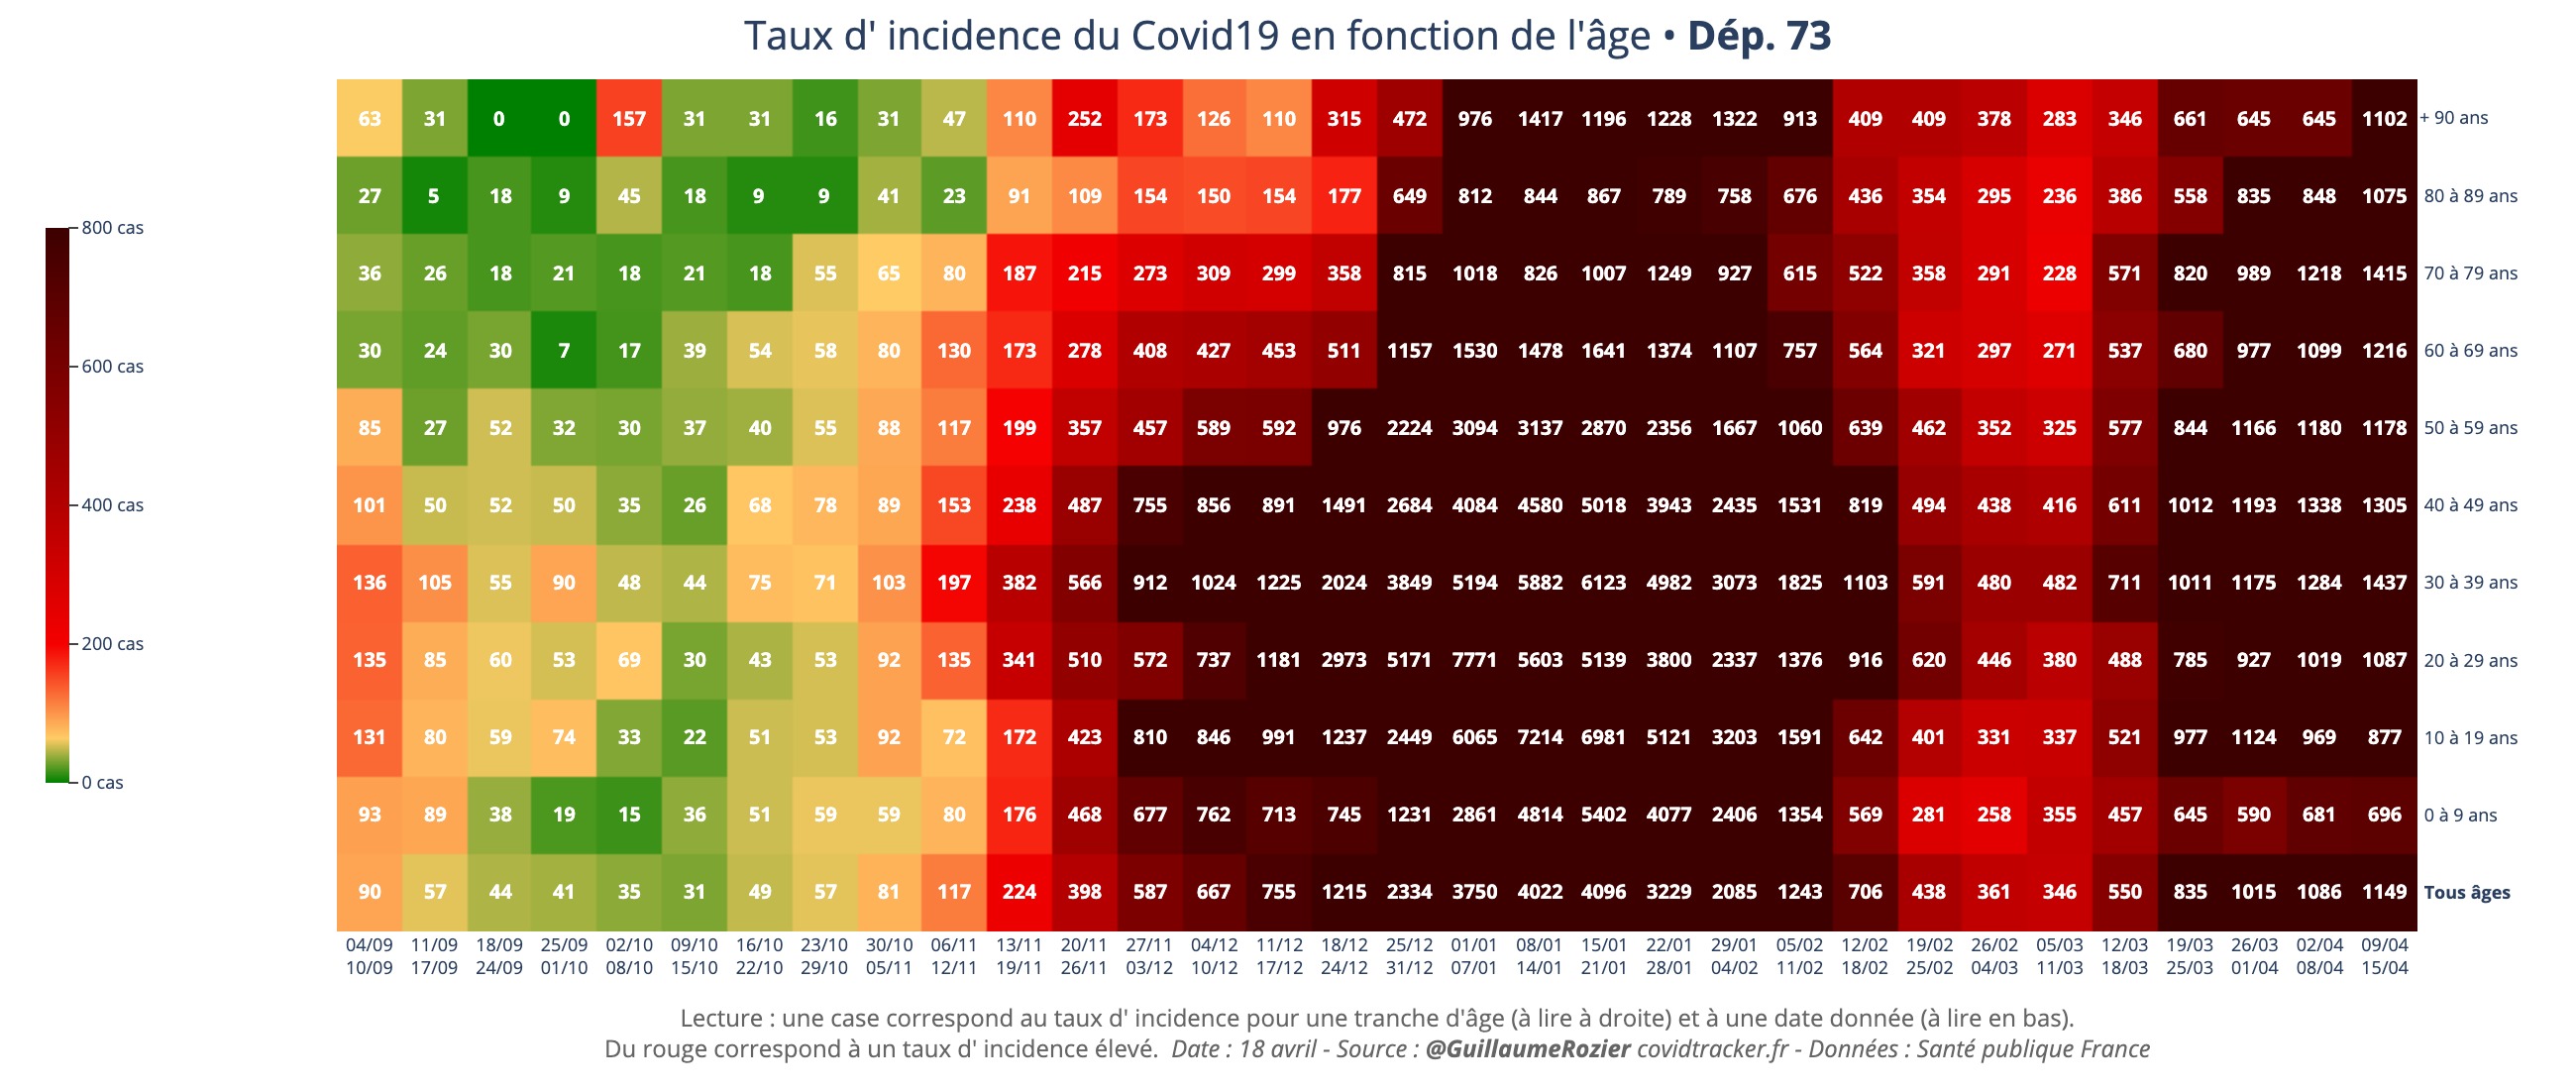 Taux d' incidence du Covid19 en fonction de l'âge • Dép. 73
800 cas
600 cas
400 cas
200 cas
0 cas
63 31 0 0 157 31 31 16 31 47 110 252 173 126 110 315 472 976 1417 1196 1228 1322 913 409 409 378 283 346 661 645 645 1102 + 90 ans
27 5 18 9 45 18 9 9 41 23 91 109 154 150 154 177 649 812 844 867 789 758 676 436 354 295 236 386 558 835 848 1075 80 à 89 ans
36 26 18 21 18 21 18 55 65 80 187 215 273 309 299 358 815 1018 826 1007 1249 927 615 522 358 291 228 571 820 989 1218 1415 70 à 79 ans
30 24 30 7 17 39 54 58 80 130 173 278 408 427 453 511 1157 1530 1478 1641 1374 1107 757 564 321 297 271 537 680 977 1099 1216 60 à 69 ans
85 27 52 32 30 37 40 55 88 117 199 357 457 589 592 976 2224 3094 3137 2870 2356 1667 1060 639 462 352 325 577 844 1166 1180 1178 50 à 59 ans
101 50 52 50 35 26 68 78 89 153 238 487 755 856 891 1491 2684 4084 4580 5018 3943 2435 1531 819 494 438 416 611 1012 1193 1338 1305 40 à 49 ans
136 105 55 90 48 44 75 71 103 197 382 566 912 1024 1225 2024 3849 5194 5882 6123 4982 3073 1825 1103 591 480 482 711 1011 1175 1284 1437 30 à 39 ans
135 85 60 53 69 30 43 53 92 135 341 510 572 737 1181 2973 5171 7771 5603 5139 3800 2337 1376 916 620 446 380 488 785 927 1019 1087 20 à 29 ans
131 80 59 74 33 22 51 53 92 72 172 423 810 846 991 1237 2449 6065 7214 6981 5121 3203 1591 642 401 331 337 521 977 1124 969 877 10 à 19 ans
93 89 38 19 15 36 51 59 59 80 176 468 677 762 713 745 1231 2861 4814 5402 4077 2406 1354 569 281 258 355 457 645 590 681 696 0 à 9 ans
90 57 44 41 35 31 49 57 81 117 224 398 587 667 755 1215 2334 3750 4022 4096 3229 2085 1243 706 438 361 346 550 835 1015 1086 1149 Tous âges
04/09 11/09 18/09 25/09 02/10 09/10 16/10 23/10 30/10 06/11 13/11 20/11 27/11 04/12 11/12 18/12 25/12 01/01 08/01 15/01 22/01 29/01 05/02 12/02 19/02 26/02 05/03 12/03 19/03 26/03 02/04 09/04
10/09 17/09 24/09 01/10 08/10 15/10 22/10 29/10 05/11 12/11 19/11 26/11 03/12 10/12 17/12 24/12 31/12 07/01 14/01 21/01 28/01 04/02 11/02 18/02 25/02 04/03 11/03 18/03 25/03 01/04 08/04 15/04
Lecture : une case correspond au taux d' incidence pour une tranche d'âge (à lire à droite) et à une date donnée (à lire en bas).
Du rouge correspond à un taux d' incidence élevé. Date : 18 avril - Source : @GuillaumeRozier covidtracker.fr - Données : Santé publique France